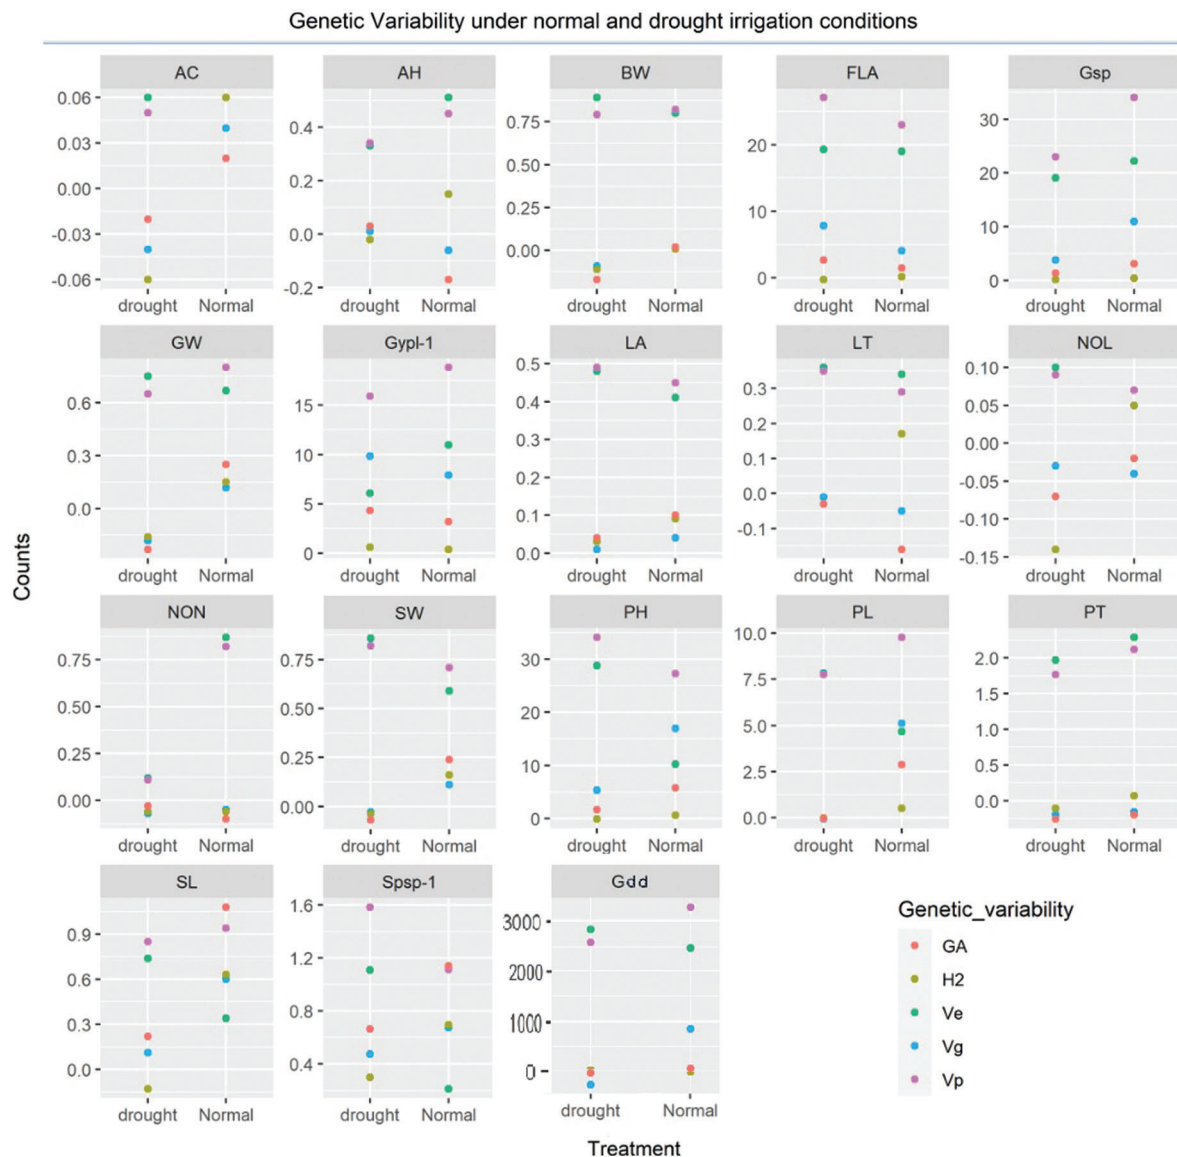 Genetic Variability under normal and drought irrigation conditions
AC AH BW FLA Gsp
0.06 0.4 0.75 20 30
0.03 0.50 20
0.00 0.2 0.25 10 10
-0.03 0.0 0.00
-0.06 -0.2 0 0
drought Normal drought Normal drought Normal drought Normal drought Normal
GW Gypl-1 LA LT NOL
0.6 15 0.5 0.3 0.10
0.3 10 0.4 0.2 0.05
0.0 5 0.3 0.1 0.00
0 0.2 0.0 -0.05
0.1 -0.1 -0.10
0.0 -0.15
drought Normal drought Normal drought Normal drought Normal drought Normal
Counts
NON SW PH PL PT
0.75 0.75 30 10.0 2.0
0.50 0.50 20 7.5 1.5
0.25 0.25 10 5.0 1.0
0.00 0.00 0 2.5 0.5
0.0 0.0
drought Normal drought Normal drought Normal drought Normal drought Normal
SL Spsp-1 Gdd
0.9 1.6 3000
0.6 1.2 2000
0.3 0.8 1000
0.0 0.4 0
drought Normal drought Normal drought Normal
Treatment
Genetic_variability
GA
H2
Ve
Vg
Vp